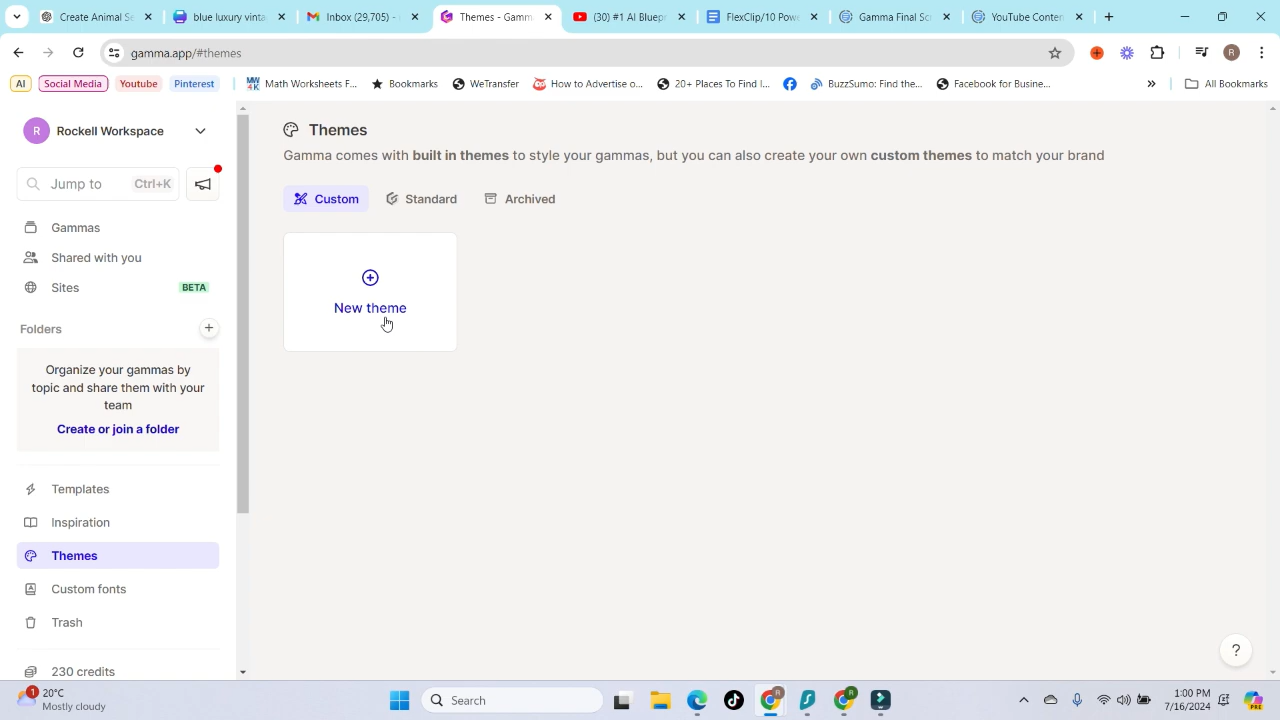 Create Animal Se
blue luxury vinta
Inbox (29,705) -
Themes - Gamm
(30) #1 AI Bluep
FlexClip/10 Powe
Gamma Final Scr
YouTube Conten
gamma.app/#themes
R
AI
Social Media
Youtube
Pinterest
Math Worksheets F...
Bookmarks
WeTransfer
How to Advertise o...
20+ Places To Find I...
BuzzSumo: Find the...
Facebook for Busine...
»
All Bookmarks
R
Rockell Workspace
Themes
Gamma comes with built in themes to style your gammas, but you can also create your own custom themes to match your brand
Jump to
Ctrl+K
Custom
Standard
Archived
Gammas
Shared with you
Sites
BETA
New theme
Folders
+
Organize your gammas by
topic and share them with your
team
Create or join a folder
Templates
Inspiration
Themes
Custom fonts
Trash
230 credits
?
1
20°C
Mostly cloudy
Search
1:00 PM
7/16/2024